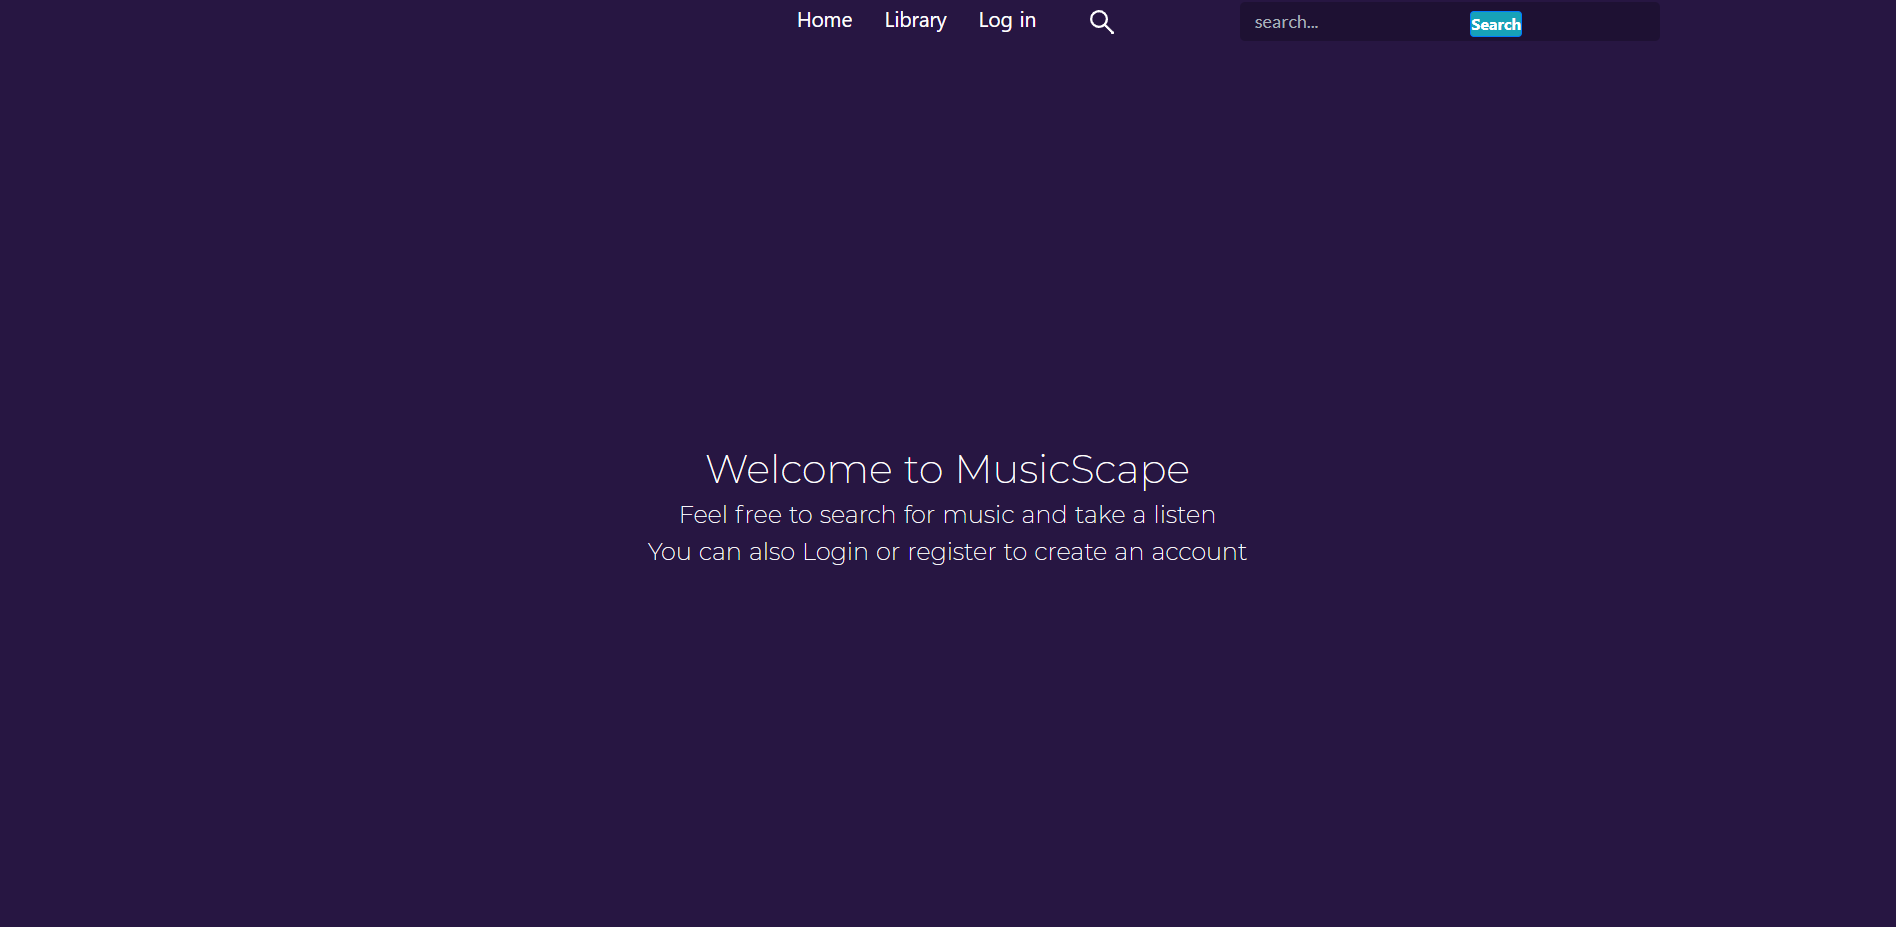 Home Library Log in search... Search
Welcome to MusicScape
Feel free to search for music and take a listen
You can also Login or register to create an account